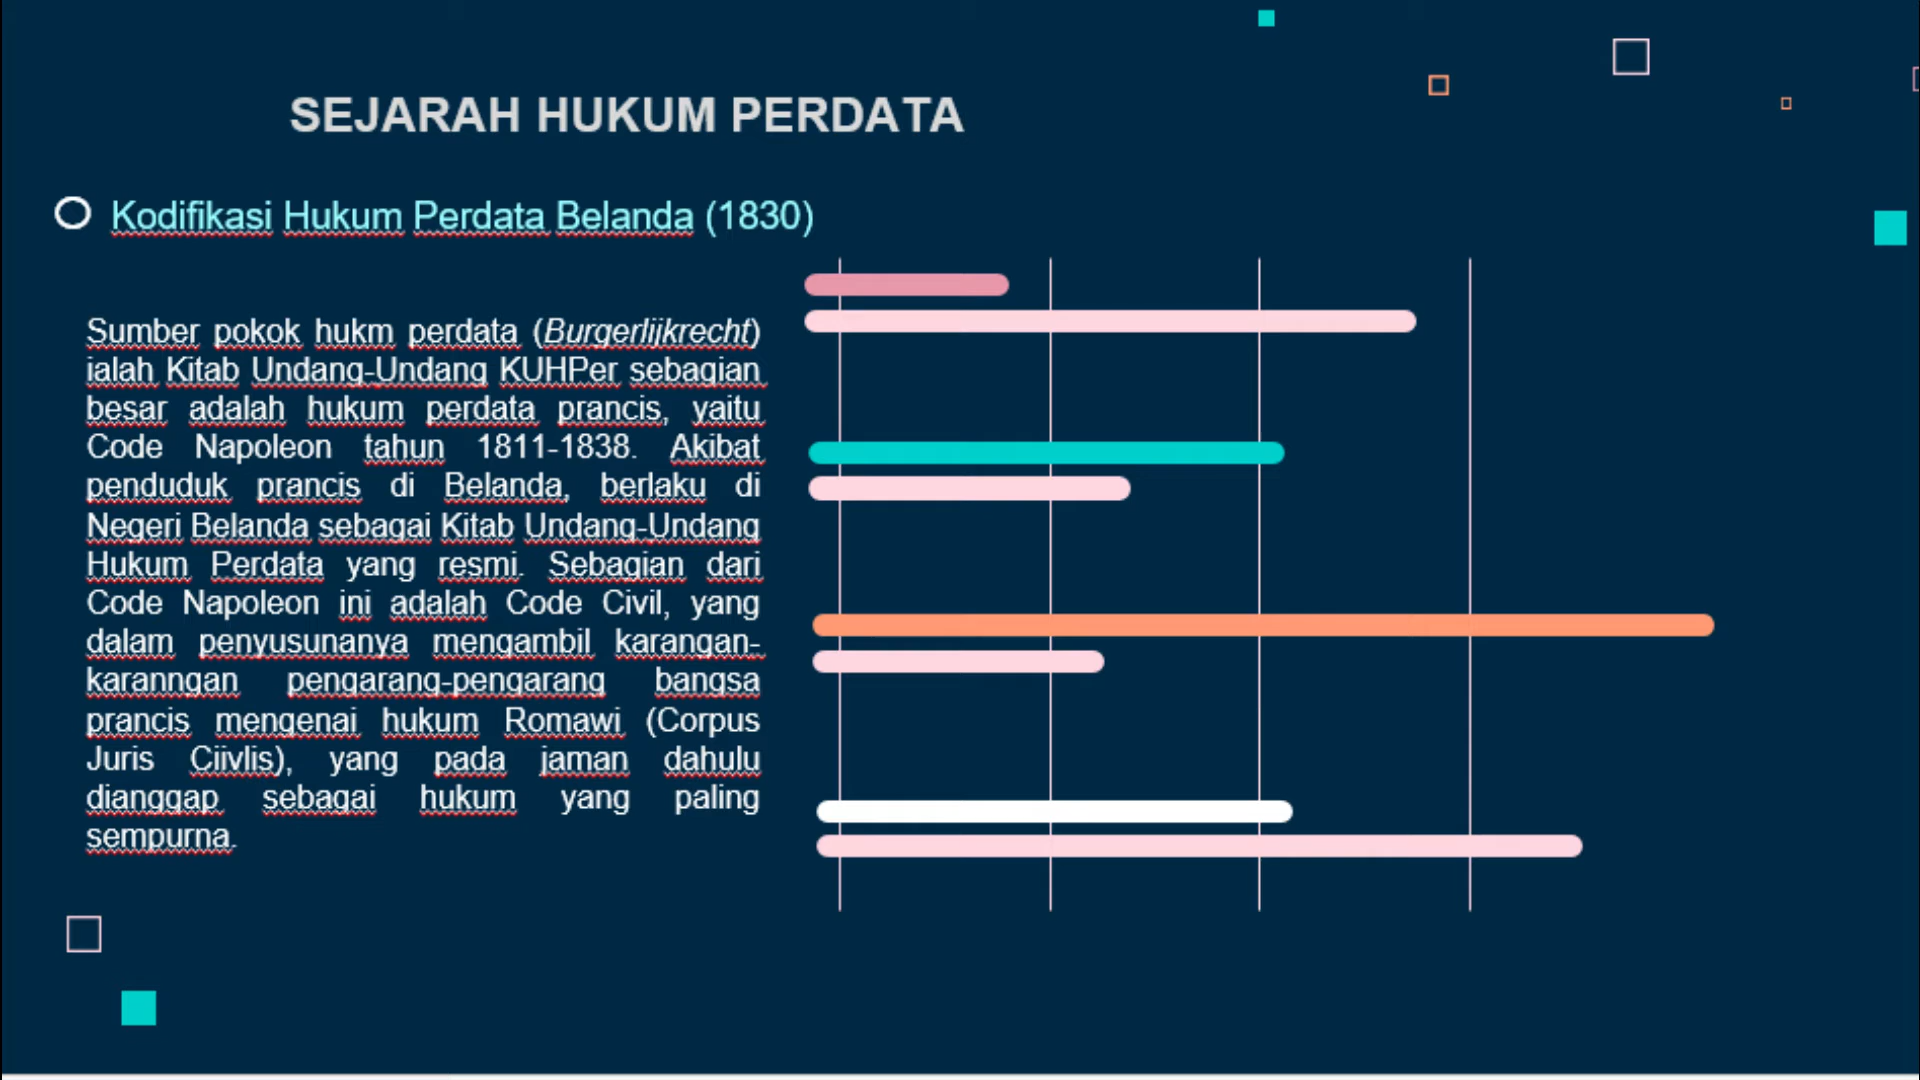 SEJARAH HUKUM PERDATA
Kodifikasi Hukum Perdata Belanda (1830)
Sumber pokok hukm perdata (Burgerlijkrecht)
ialah Kitab Undang-Undang KUHPer sebagian
besar adalah hukum perdata prancis, yaitu
Code Napoleon tahun 1811-1838. Akibat
penduduk prancis di Belanda, berlaku di
Negeri Belanda sebagai Kitab Undang-Undang
Hukum Perdata yang resmi. Sebagian dari
Code Napoleon ini adalah Code Civil, yang
dalam penyusunanya mengambil karangan-
karanngan pengarang-pengarang bangsa
prancis mengenai hukum Romawi (Corpus
Juris Ciivlis), yang pada jaman dahulu
dianggap sebagai hukum yang paling
sempurna.